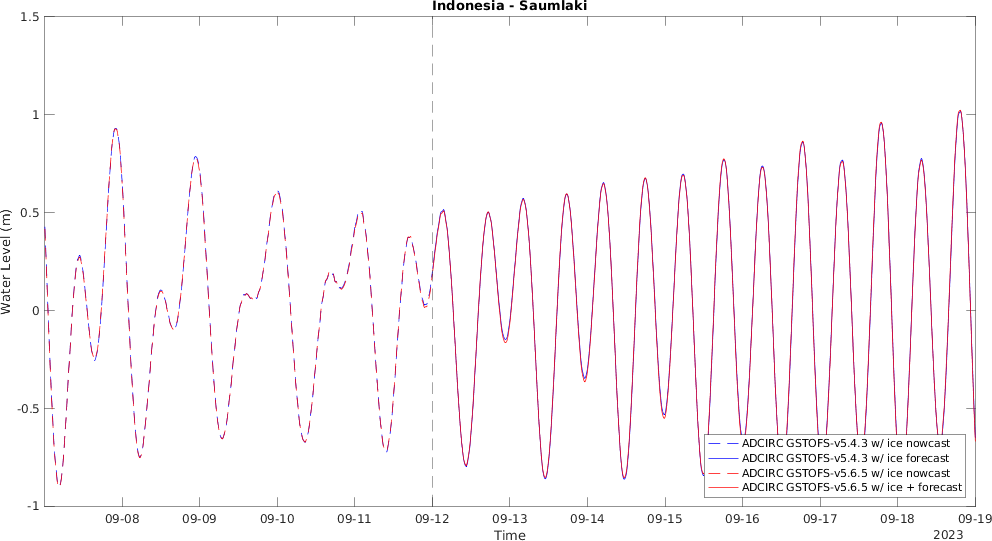 Indonesia - Saumlaki
1.5
1
0.5
0
-0.5
-1
Water Level (m)
ADCIRC GSTOFS-v5.4.3 w/ ice nowcast
ADCIRC GSTOFS-v5.4.3 w/ ice forecast
ADCIRC GSTOFS-v5.6.5 w/ ice nowcast
ADCIRC GSTOFS-v5.6.5 w/ ice + forecast
09-08 09-09 09-10 09-11 09-12 09-13 09-14 09-15 09-16 09-17 09-18 09-19
Time
2023